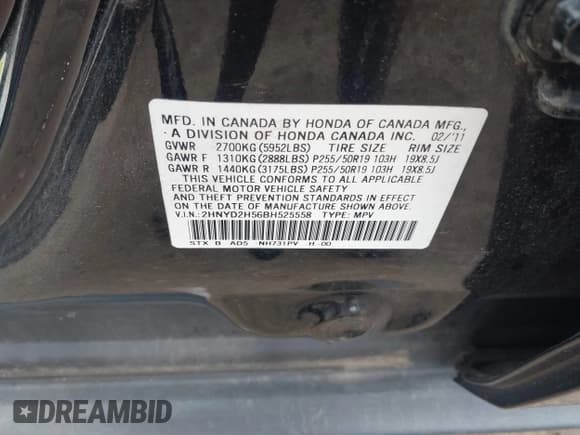 MFD. IN CANADA BY HONDA OF CANADA MFG.,
A DIVISION OF HONDA CANADA INC. 02/'11
GVWR 2700KG(5952LBS) TIRE SIZE RIM SIZE
GAWR F 1310KG(2888LBS) P255/50R19 103H 19X8.5J
GAWR R 1440KG(3175LBS) P255/50R19 103H 19X8.5J
THIS VEHICLE CONFORMS TO ALL APPLICABLE
FEDERAL MOTOR VEHICLE SAFETY
AND THEFT PREVENTION STANDARDS IN EFFECT
ON THE DATE OF MANUFACTURE SHOWN ABOVE.
V.I.N.:2HNYD2H56BH525558 TYPE: MPV
STX B AD5 NH731PV H-00
DREAMBID